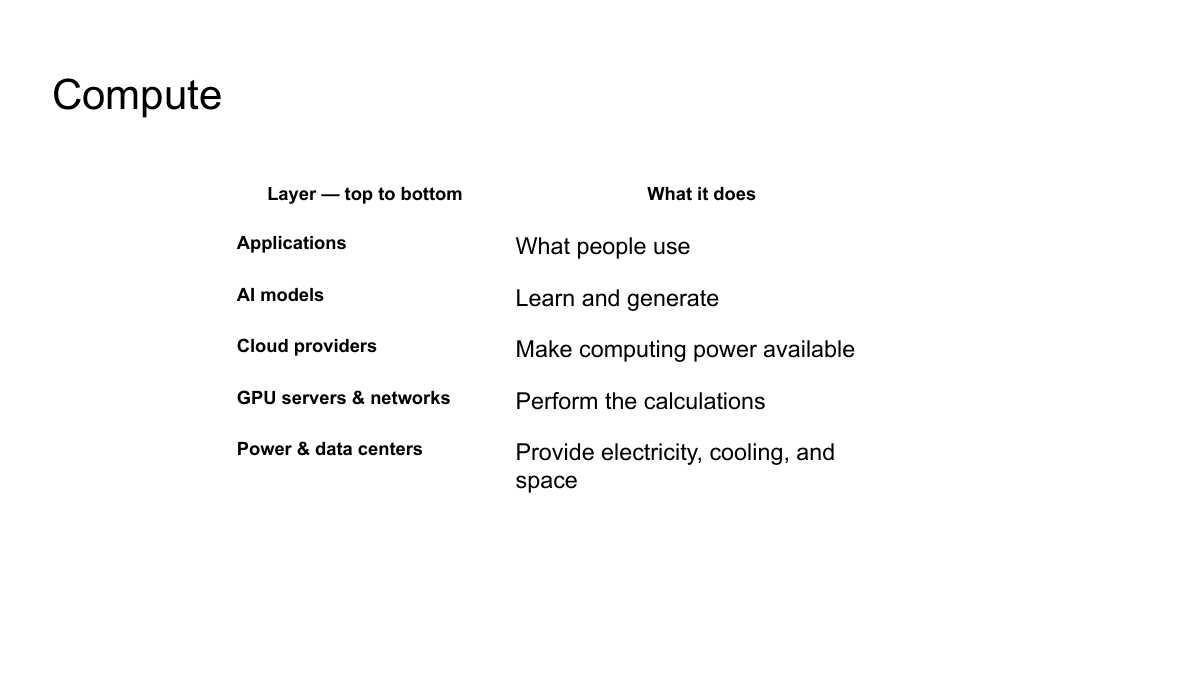 Compute
Layer — top to bottom
What it does
Applications
What people use
AI models
Learn and generate
Cloud providers
Make computing power available
GPU servers & networks
Perform the calculations
Power & data centers
Provide electricity, cooling, and
space